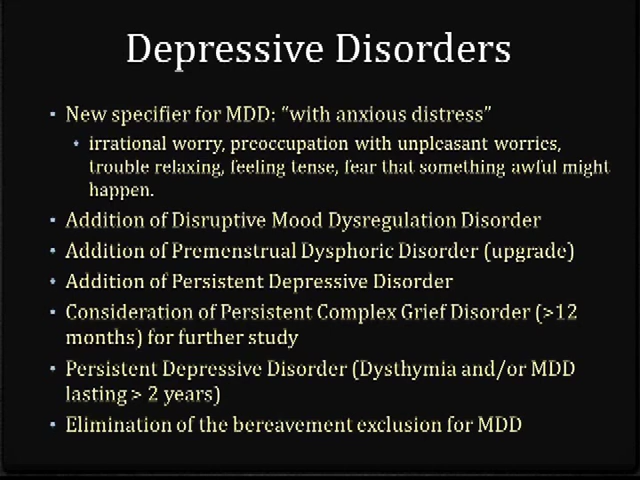 Depressive Disorders
• New specifier for MDD: “with anxious distress”
• irrational worry, preoccupation with unpleasant worries,
trouble relaxing, feeling tense, fear that something awful might
happen.
• Addition of Disruptive Mood Dysregulation Disorder
• Addition of Premenstrual Dysphoric Disorder (upgrade)
• Addition of Persistent Depressive Disorder
• Consideration of Persistent Complex Grief Disorder (>12
months) for further study
• Persistent Depressive Disorder (Dysthymia and/or MDD
lasting > 2 years)
• Elimination of the bereavement exclusion for MDD